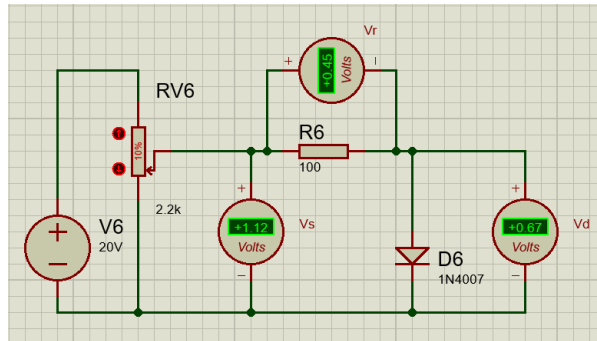 Vr
+0.45
Volts
RV6
10%
R6
100
2.2k
V6
20V
+1.12
Volts
Vs
+0.67
Volts
Vd
D6
1N4007